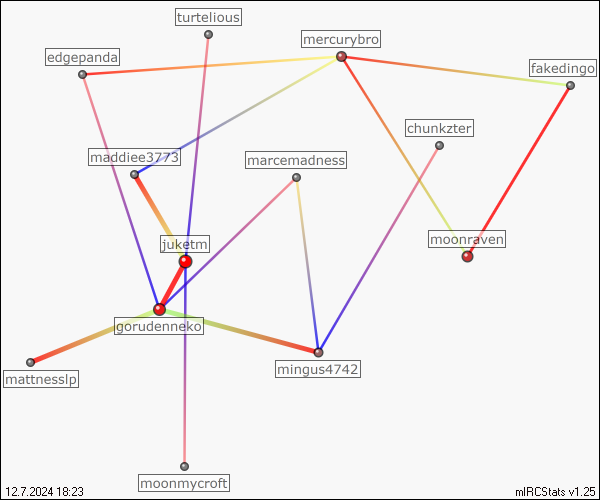 turtelious
mercurybro
edgepanda
fakedingo
chunkzter
maddiee3773
marcemadness
juketm
moonraven
gorudenneko
mattnesslp
mingus4742
moonmycroft
12.7.2024 18:23
mIRCStats v1.25